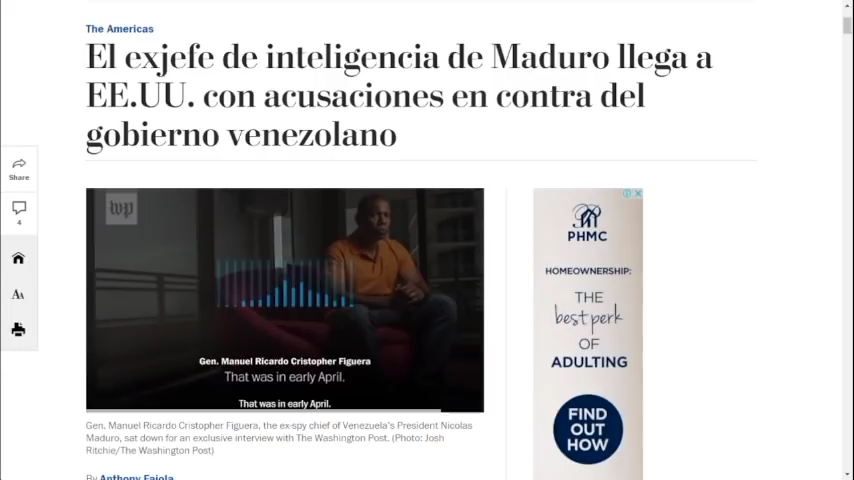 The Americas
El exjefe de inteligencia de Maduro llega a
EE.UU. con acusaciones en contra del
gobierno venezolano
Share
4
AA
wp
Gen. Manuel Ricardo Cristopher Figuera
That was in early April.
That was in early April.
Gen. Manuel Ricardo Cristopher Figuera, the ex-spy chief of Venezuela's President Nicolas
Maduro, sat down for an exclusive interview with The Washington Post. (Photo: Josh
Ritchie/The Washington Post)
By Anthony Faiola
PHMC
HOMEOWNERSHIP:
THE
best perk
OF
ADULTING
FIND
OUT
HOW